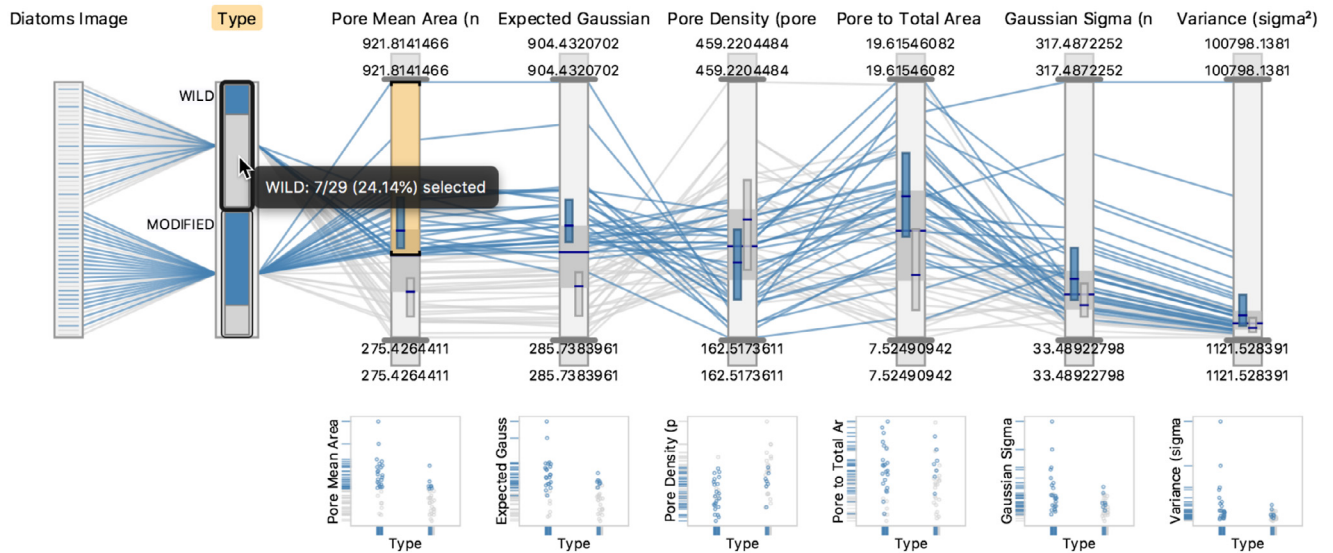 Diatoms Image
Type
Pore Mean Area (n
Expected Gaussian
Pore Density (pore
Pore to Total Area
Gaussian Sigma (n
Variance (sigma²)
921.8141466
904.4320702
459.2204484
19.61546082
317.4872252
100798.1381
921.8141466
904.4320702
459.2204484
19.61546082
317.4872252
100798.1381
WILD
WILD: 7/29 (24.14%) selected
MODIFIED
275.4264411
285.7383961
162.5173611
7.52490942
33.48922798
1121.528391
275.4264411
285.7383961
162.5173611
7.52490942
33.48922798
1121.528391
Pore Mean Area
Expected Gauss
Pore Density (p
Pore to Total Ar
Gaussian Sigma
Variance (sigma
Type
Type
Type
Type
Type
Type